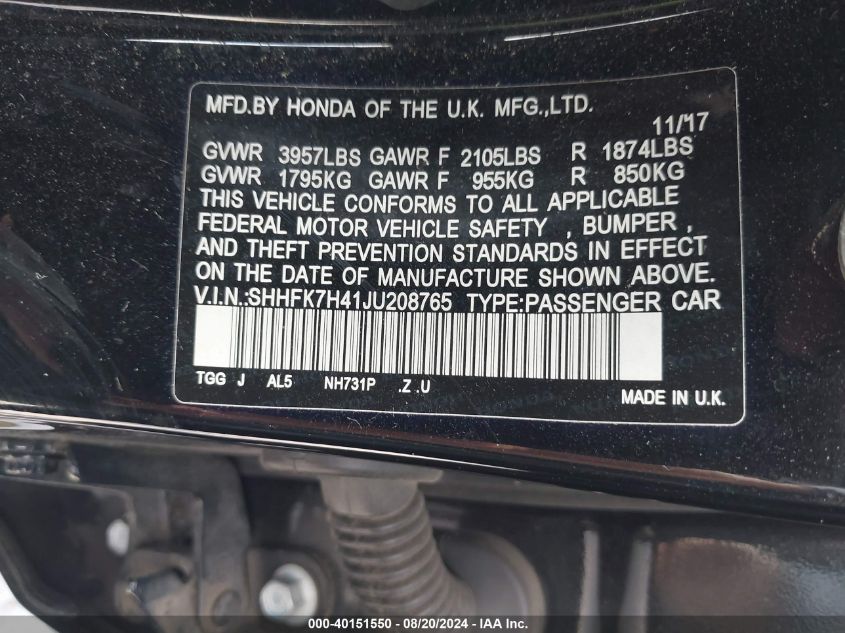 MFD.BY HONDA OF THE U.K. MFG.,LTD.
11/17
GVWR 3957LBS GAWR F 2105LBS R 1874LBS
GVWR 1795KG GAWR F 955KG R 850KG
THIS VEHICLE CONFORMS TO ALL APPLICABLE
FEDERAL MOTOR VEHICLE SAFETY , BUMPER ,
AND THEFT PREVENTION STANDARDS IN EFFECT
ON THE DATE OF MANUFACTURE SHOWN ABOVE.
V.I.N.:SHHFK7H41JU208765 TYPE:PASSENGER CAR
TGG J AL5 NH731P .Z .U
MADE IN U.K.
000-40151550 - 08/20/2024 - IAA Inc.